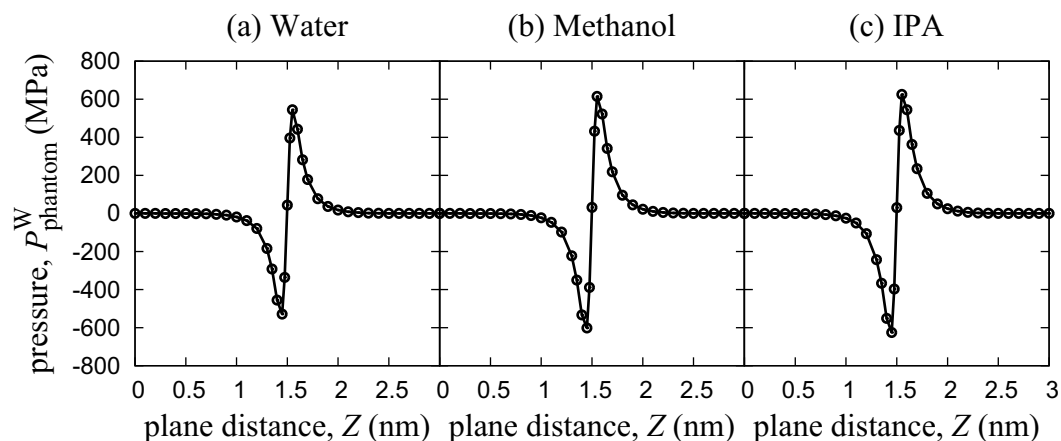 (a) Water
(b) Methanol
(c) IPA
pressure, P^W_phantom (MPa)
800
600
400
200
0
-200
-400
-600
-800
0 0.5 1 1.5 2 2.5 0 0.5 1 1.5 2 2.5 0 0.5 1 1.5 2 2.5 3
plane distance, Z (nm)
plane distance, Z (nm)
plane distance, Z (nm)